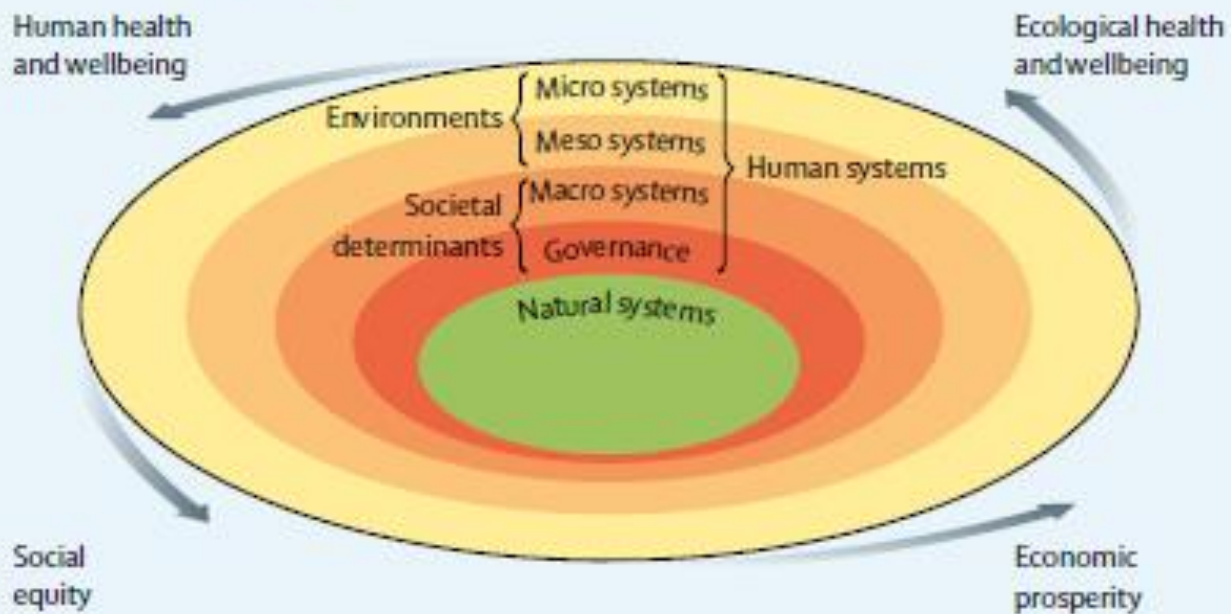 Human health
and wellbeing
Ecological health
and wellbeing
Micro systems
Environments
Meso systems
Human systems
Macro systems
Societal
determinants
Governance
Natural systems
Social
equity
Economic
prosperity